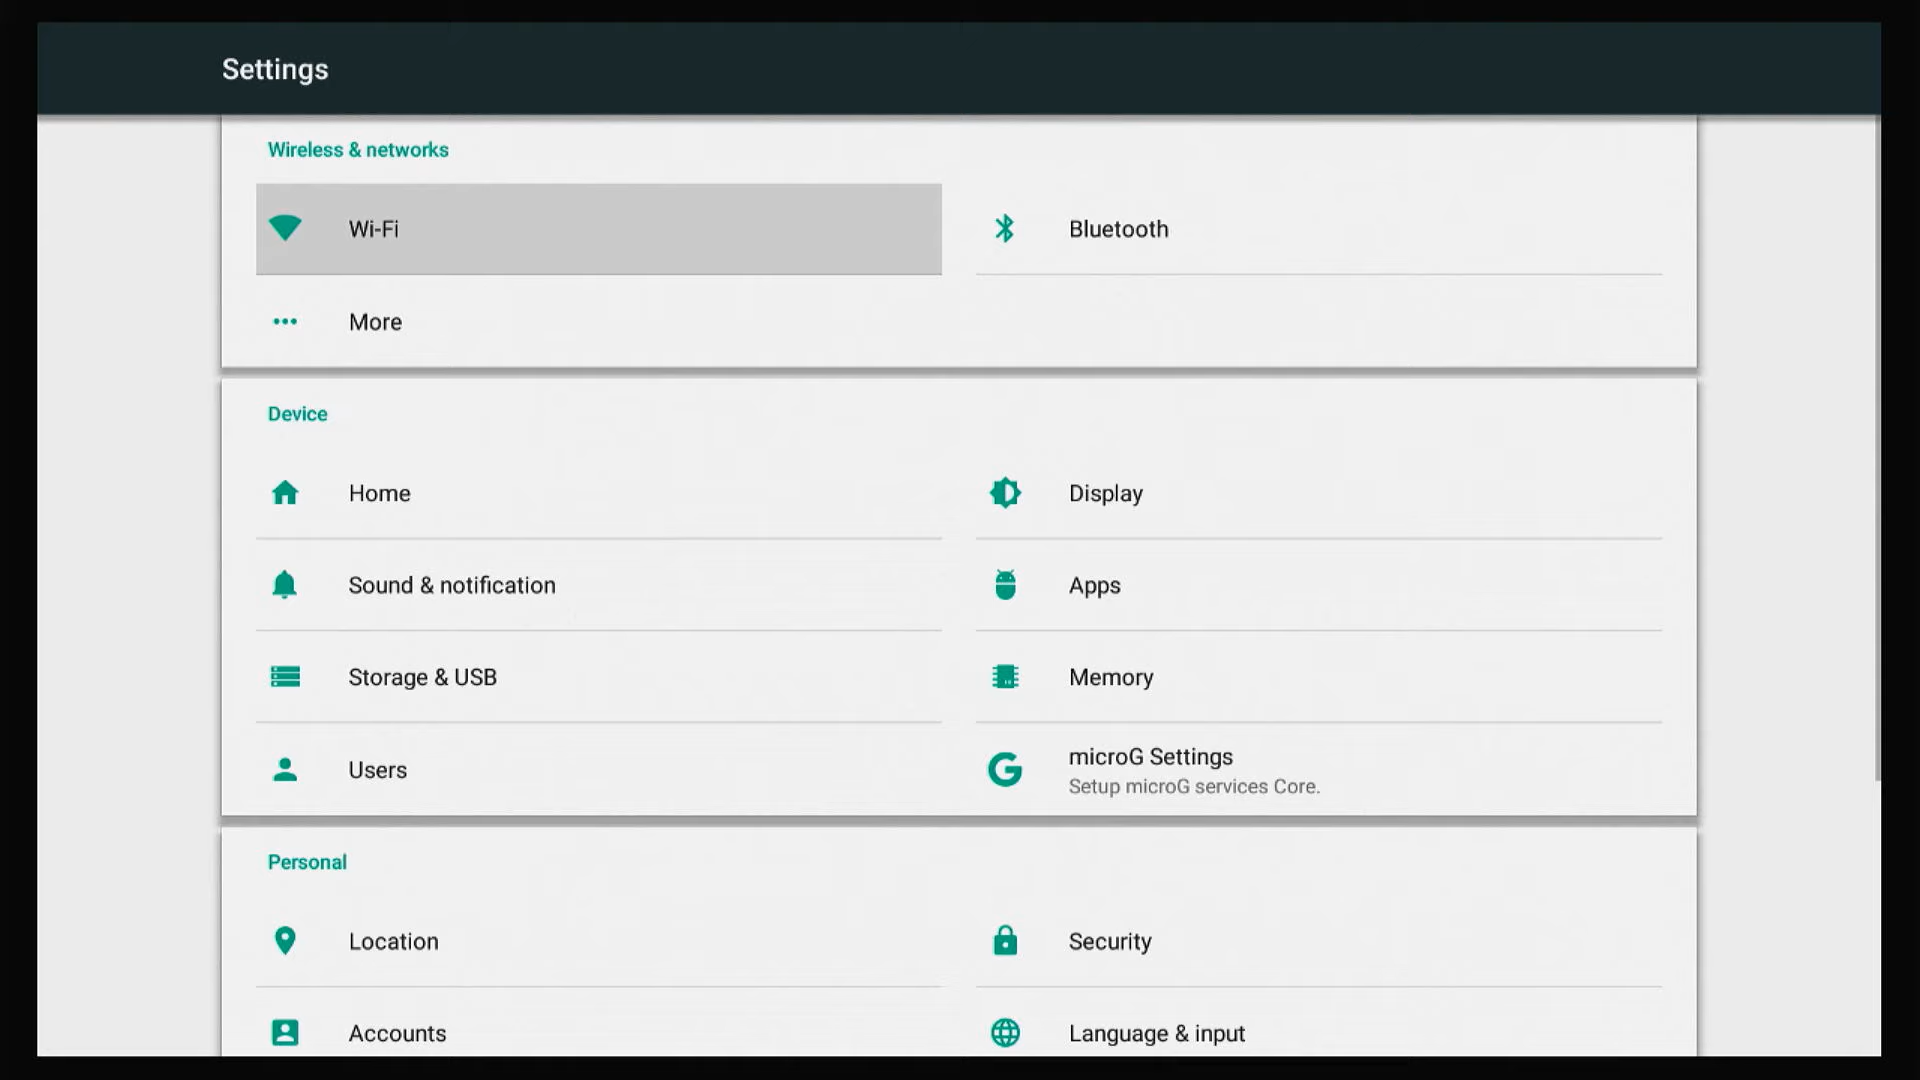 Settings
Wireless & networks
Wi-Fi
Bluetooth
More
Device
Home
Display
Sound & notification
Apps
Storage & USB
Memory
Users
microG Settings
Setup microG services Core.
Personal
Location
Security
Accounts
Language & input